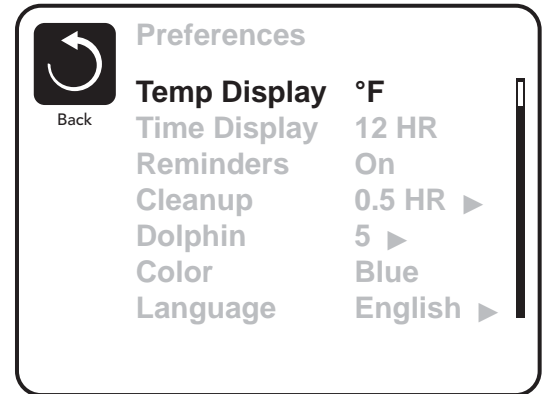 Preferences
Back
Temp Display °F
Time Display 12 HR
Reminders On
Cleanup 0.5 HR ▶
Dolphin 5 ▶
Color Blue
Language English ▶